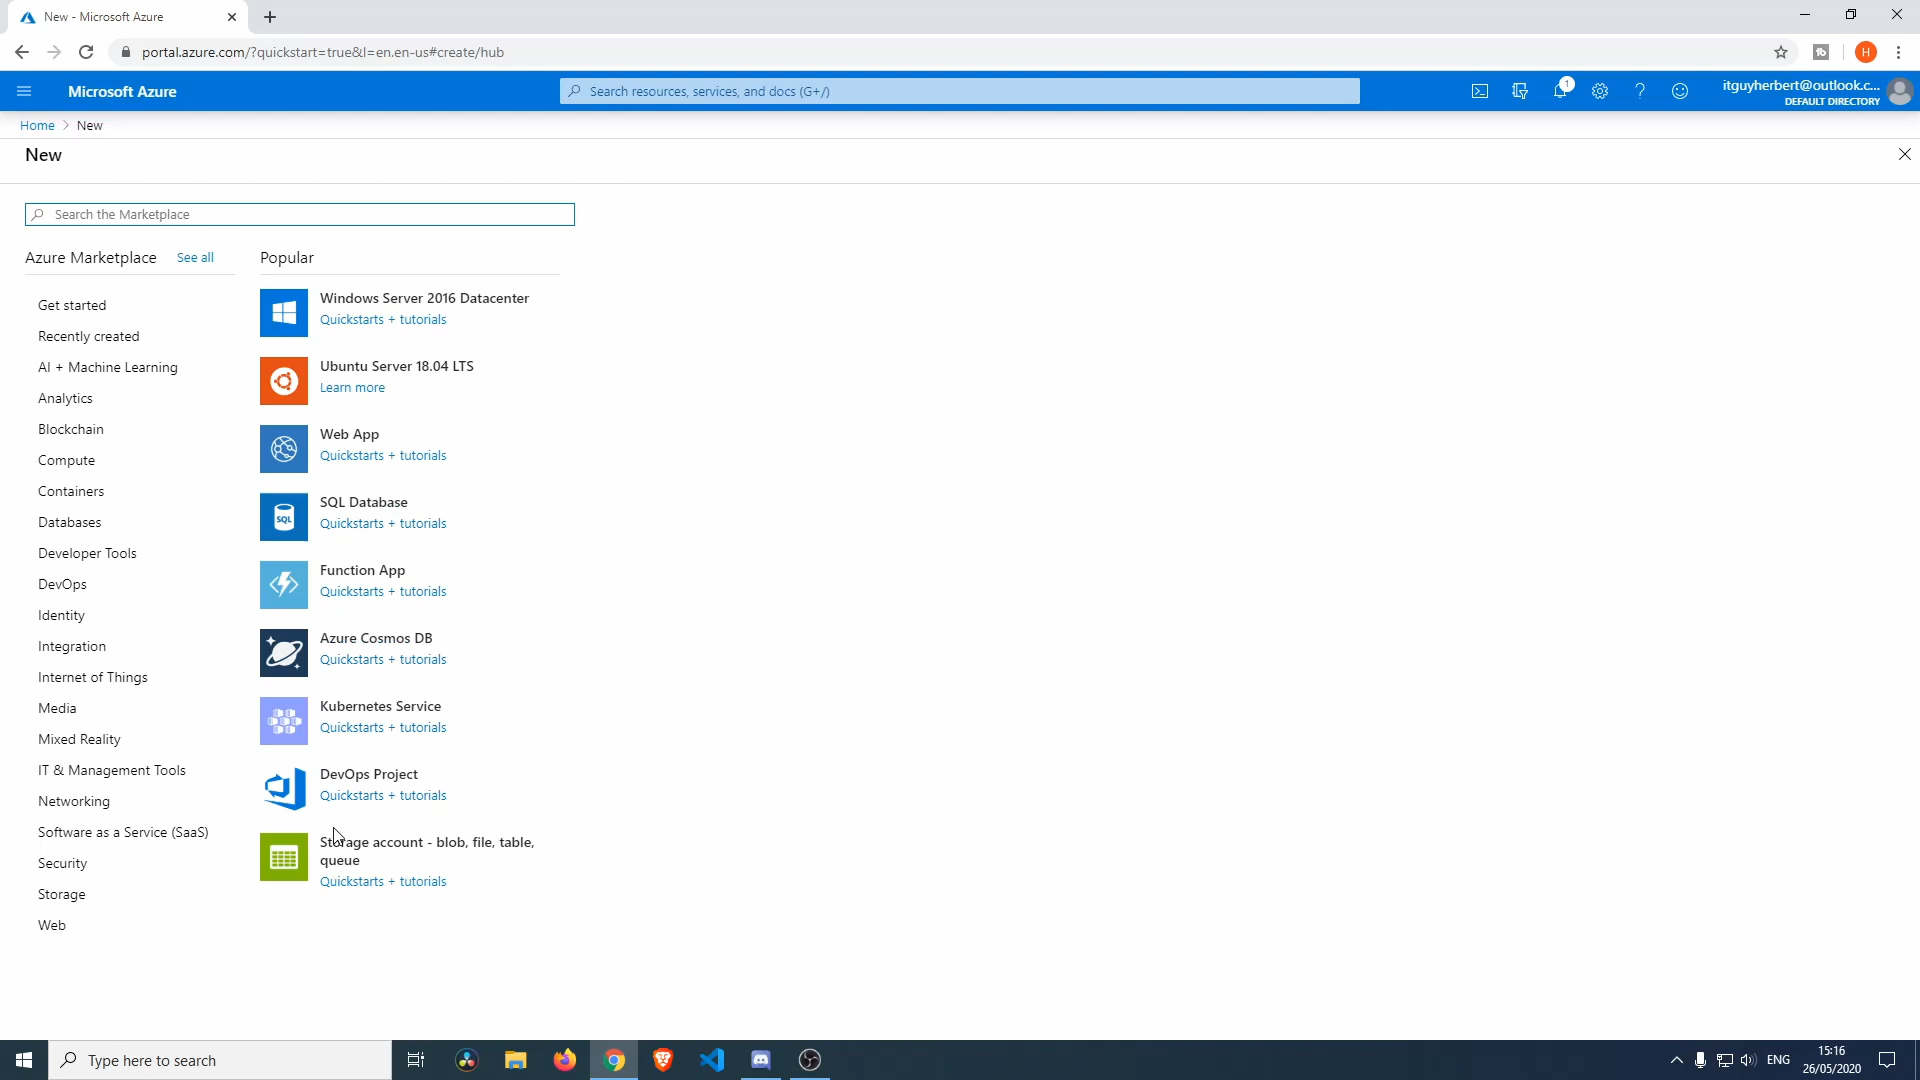 New - Microsoft Azure
portal.azure.com/?quickstart=true&l=en.en-us#create/hub
H
Microsoft Azure
Search resources, services, and docs (G+/)
1
itguyherbert@outlook.c...
DEFAULT DIRECTORY
Home > New
New
Search the Marketplace
Azure Marketplace See all
Popular
Get started
Recently created
AI + Machine Learning
Analytics
Blockchain
Compute
Containers
Databases
Developer Tools
DevOps
Identity
Integration
Internet of Things
Media
Mixed Reality
IT & Management Tools
Networking
Software as a Service (SaaS)
Security
Storage
Web
Windows Server 2016 Datacenter
Quickstarts + tutorials
Ubuntu Server 18.04 LTS
Learn more
Web App
Quickstarts + tutorials
SQL
SQL Database
Quickstarts + tutorials
Function App
Quickstarts + tutorials
Azure Cosmos DB
Quickstarts + tutorials
Kubernetes Service
Quickstarts + tutorials
DevOps Project
Quickstarts + tutorials
Storage account - blob, file, table,
queue
Quickstarts + tutorials
Type here to search
ENG
15:16
26/05/2020